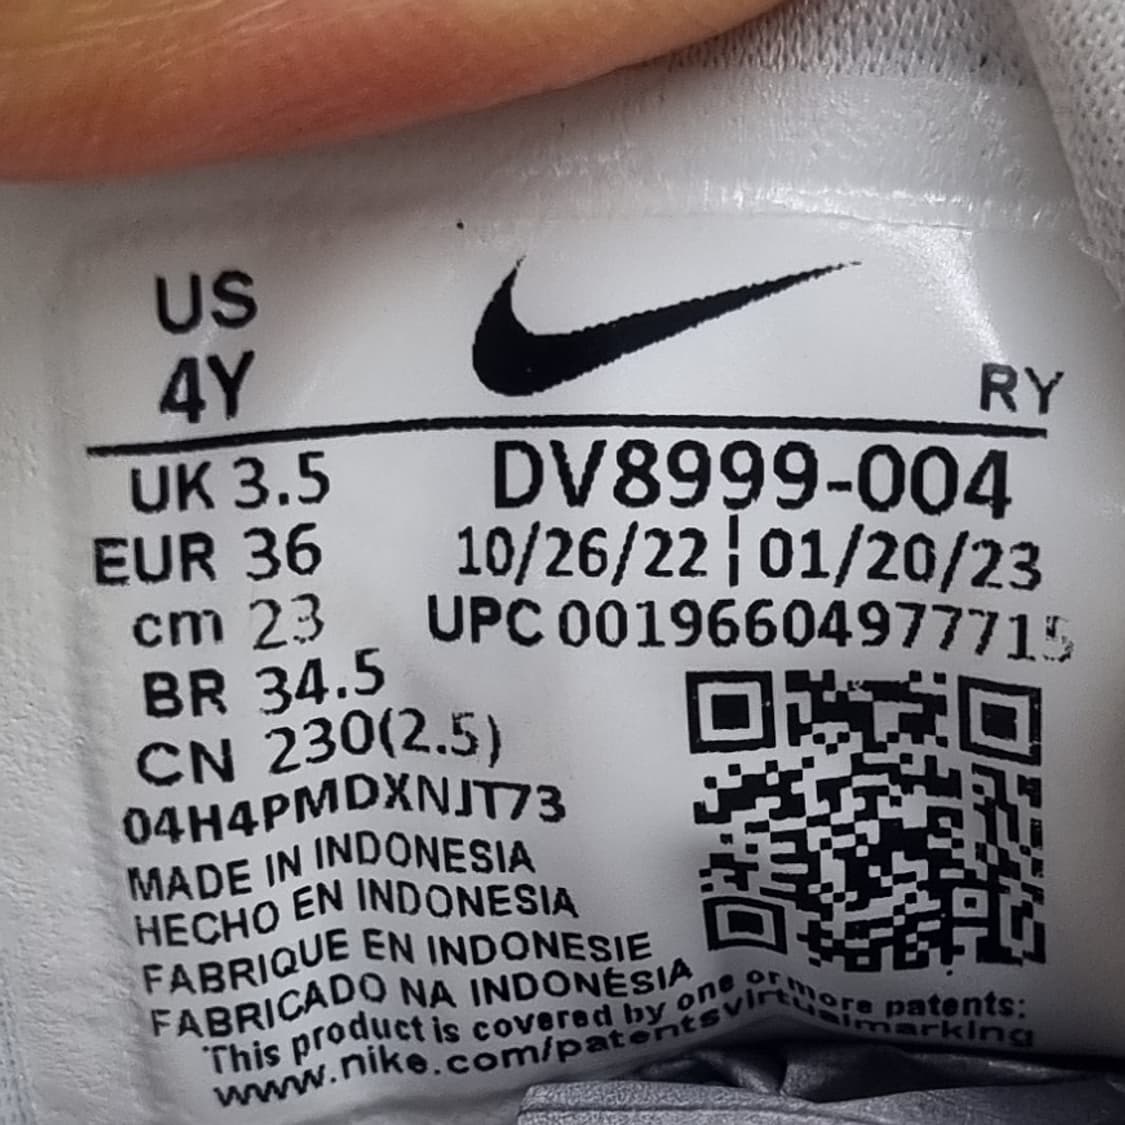 US
4Y
RY
UK 3.5
DV8999-004
EUR 36
10/26/22 ¦ 01/20/23
cm 23
UPC 00196604977715
BR 34.5
CN 230(2.5)
04H4PMDXNJT73
MADE IN INDONESIA
HECHO EN INDONESIA
FABRIQUE EN INDONESIE
FABRICADO NA INDONÉSIA
This product is covered by one or more patents:
www.nike.com/patentsvirtualmarking